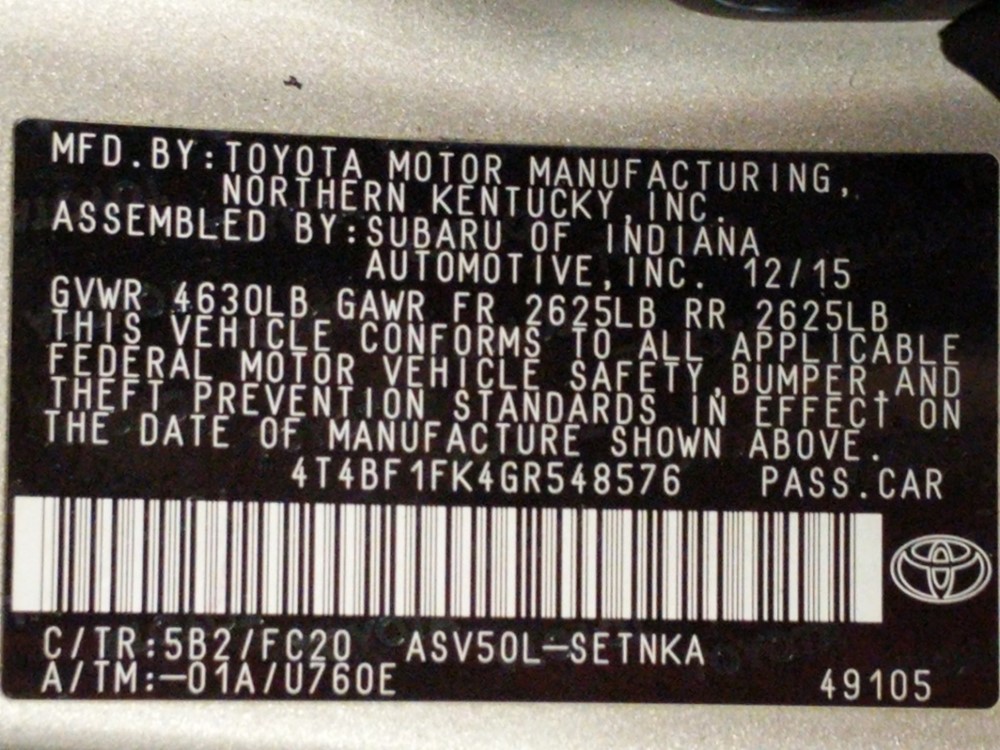 MFD.BY:TOYOTA MOTOR MANUFACTURING,
NORTHERN KENTUCKY,INC.
ASSEMBLED BY:SUBARU OF INDIANA
AUTOMOTIVE,INC. 12/15
GVWR 4630LB GAWR FR 2625LB RR 2625LB
THIS VEHICLE CONFORMS TO ALL APPLICABLE
FEDERAL MOTOR VEHICLE SAFETY,BUMPER,AND
THEFT PREVENTION STANDARDS IN EFFECT ON
THE DATE OF MANUFACTURE SHOWN ABOVE.
4T4BF1FK4GR548576 PASS.CAR
C/TR:5B2/FC20 ASV50L-SETNKA
A/TM:-01A/U760E 49105